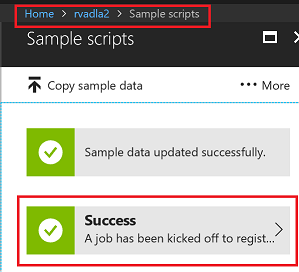 Home > rvadla2 > Sample scripts
Sample scripts
Copy sample data
••• More
Sample data updated successfully.
Success
A job has been kicked off to regist...